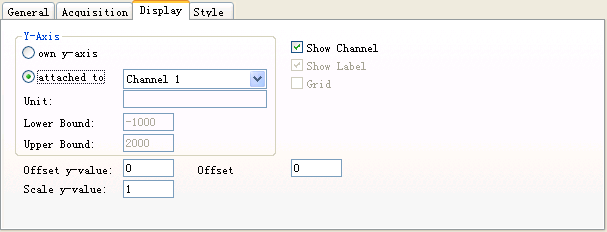 General Acquisition Display Style
Y-Axis
own y-axis
attached to Channel 1
Unit:
Lower Bound: -1000
Upper Bound: 2000
Offset y-value: 0 Offset 0
Scale y-value: 1
Show Channel
Show Label
Grid